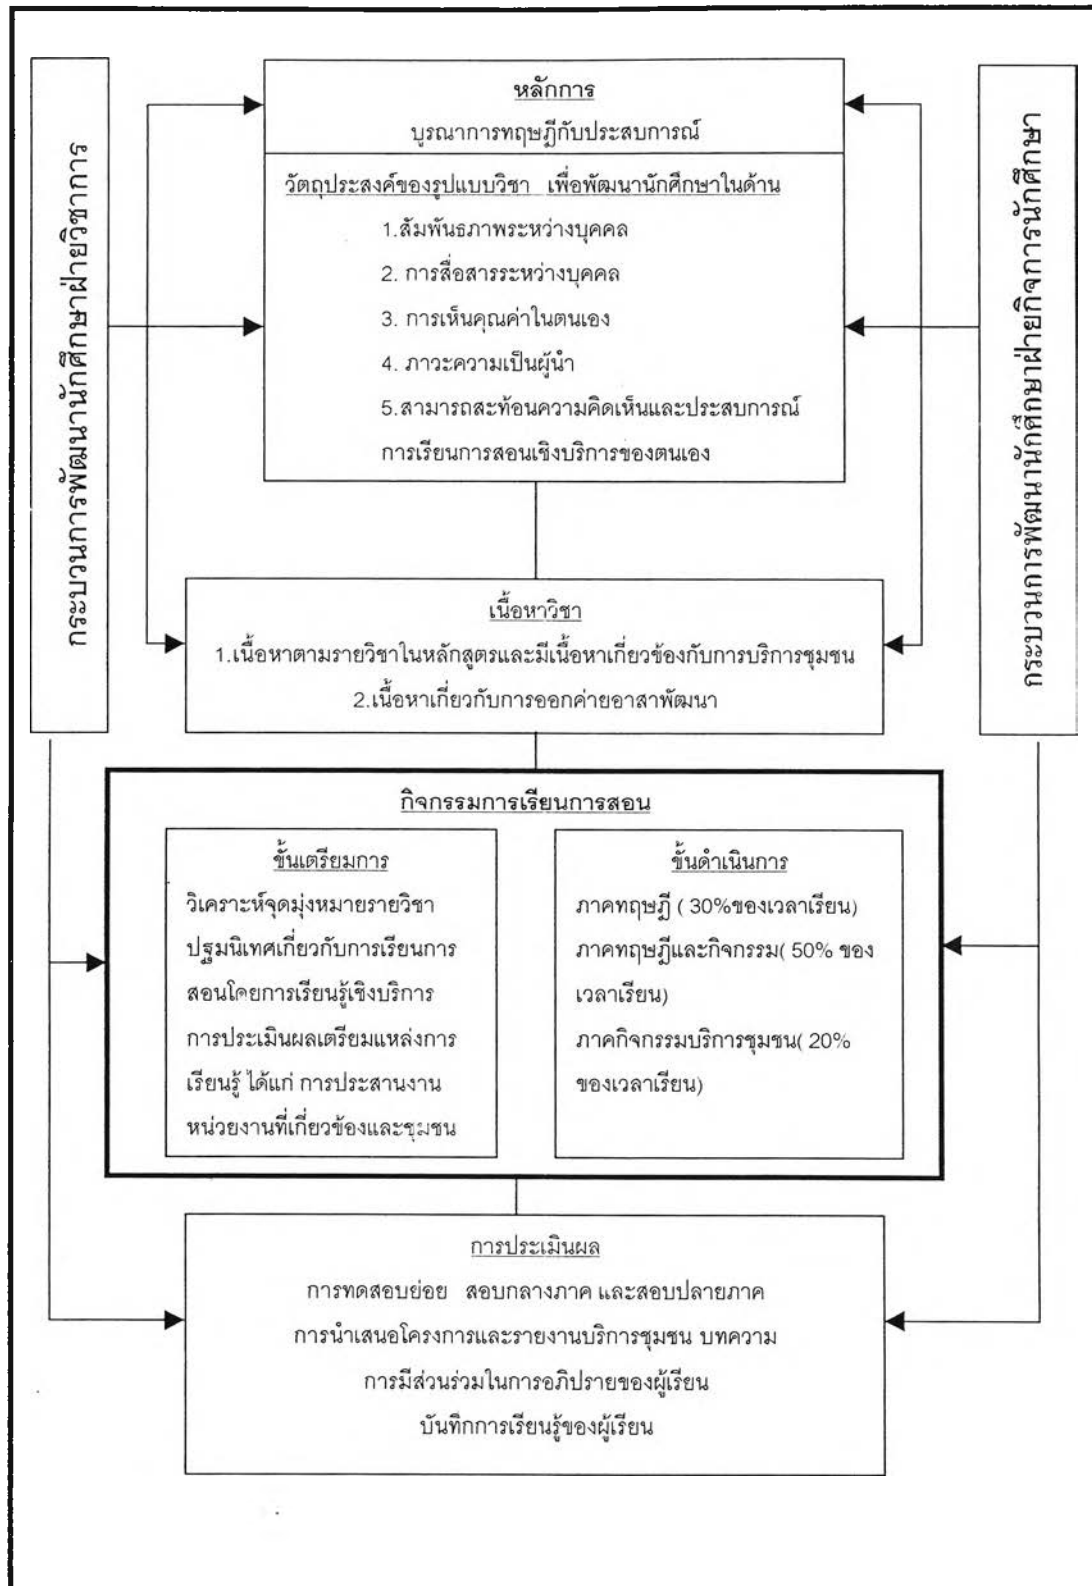 กระบวนการพัฒนานักศึกษาฝ่ายวิชาการ
หลักการ
บูรณาการทฤษฎีกับประสบการณ์
วัตถุประสงค์ของรูปแบบวิชา เพื่อพัฒนานักศึกษาในด้าน
1.สัมพันธภาพระหว่างบุคคล
2. การสื่อสารระหว่างบุคคล
3. การเห็นคุณค่าในตนเอง
4. ภาวะความเป็นผู้นำ
5.สามารถสะท้อนความคิดเห็นและประสบการณ์
การเรียนการสอนเชิงบริการของตนเอง
กระบวนการพัฒนานักศึกษาฝ่ายกิจการนักศึกษา
เนื้อหาวิชา
1.เนื้อหาตามรายวิชาในหลักสูตรและมีเนื้อหาเกี่ยวข้องกับการบริการชุมชน
2.เนื้อหาเกี่ยวกับการออกค่ายอาสาพัฒนา
กิจกรรมการเรียนการสอน
ขั้นเตรียมการ
วิเคราะห์จุดมุ่งหมายรายวิชา
ปฐมนิเทศเกี่ยวกับการเรียนการ
สอนโดยการเรียนรู้เชิงบริการ
การประเมินผลเตรียมแหล่งการ
เรียนรู้ ได้แก่ การประสานงาน
หน่วยงานที่เกี่ยวข้องและชุมชน
ขั้นดำเนินการ
ภาคทฤษฎี ( 30%ของเวลาเรียน)
ภาคทฤษฎีและกิจกรรม( 50% ของ
เวลาเรียน)
ภาคกิจกรรมบริการชุมชน( 20%
ของเวลาเรียน)
การประเมินผล
การทดสอบย่อย สอบกลางภาค และสอบปลายภาค
การนำเสนอโครงการและรายงานบริการชุมชน บทความ
การมีส่วนร่วมในการอภิปรายของผู้เรียน
บันทึกการเรียนรู้ของผู้เรียน